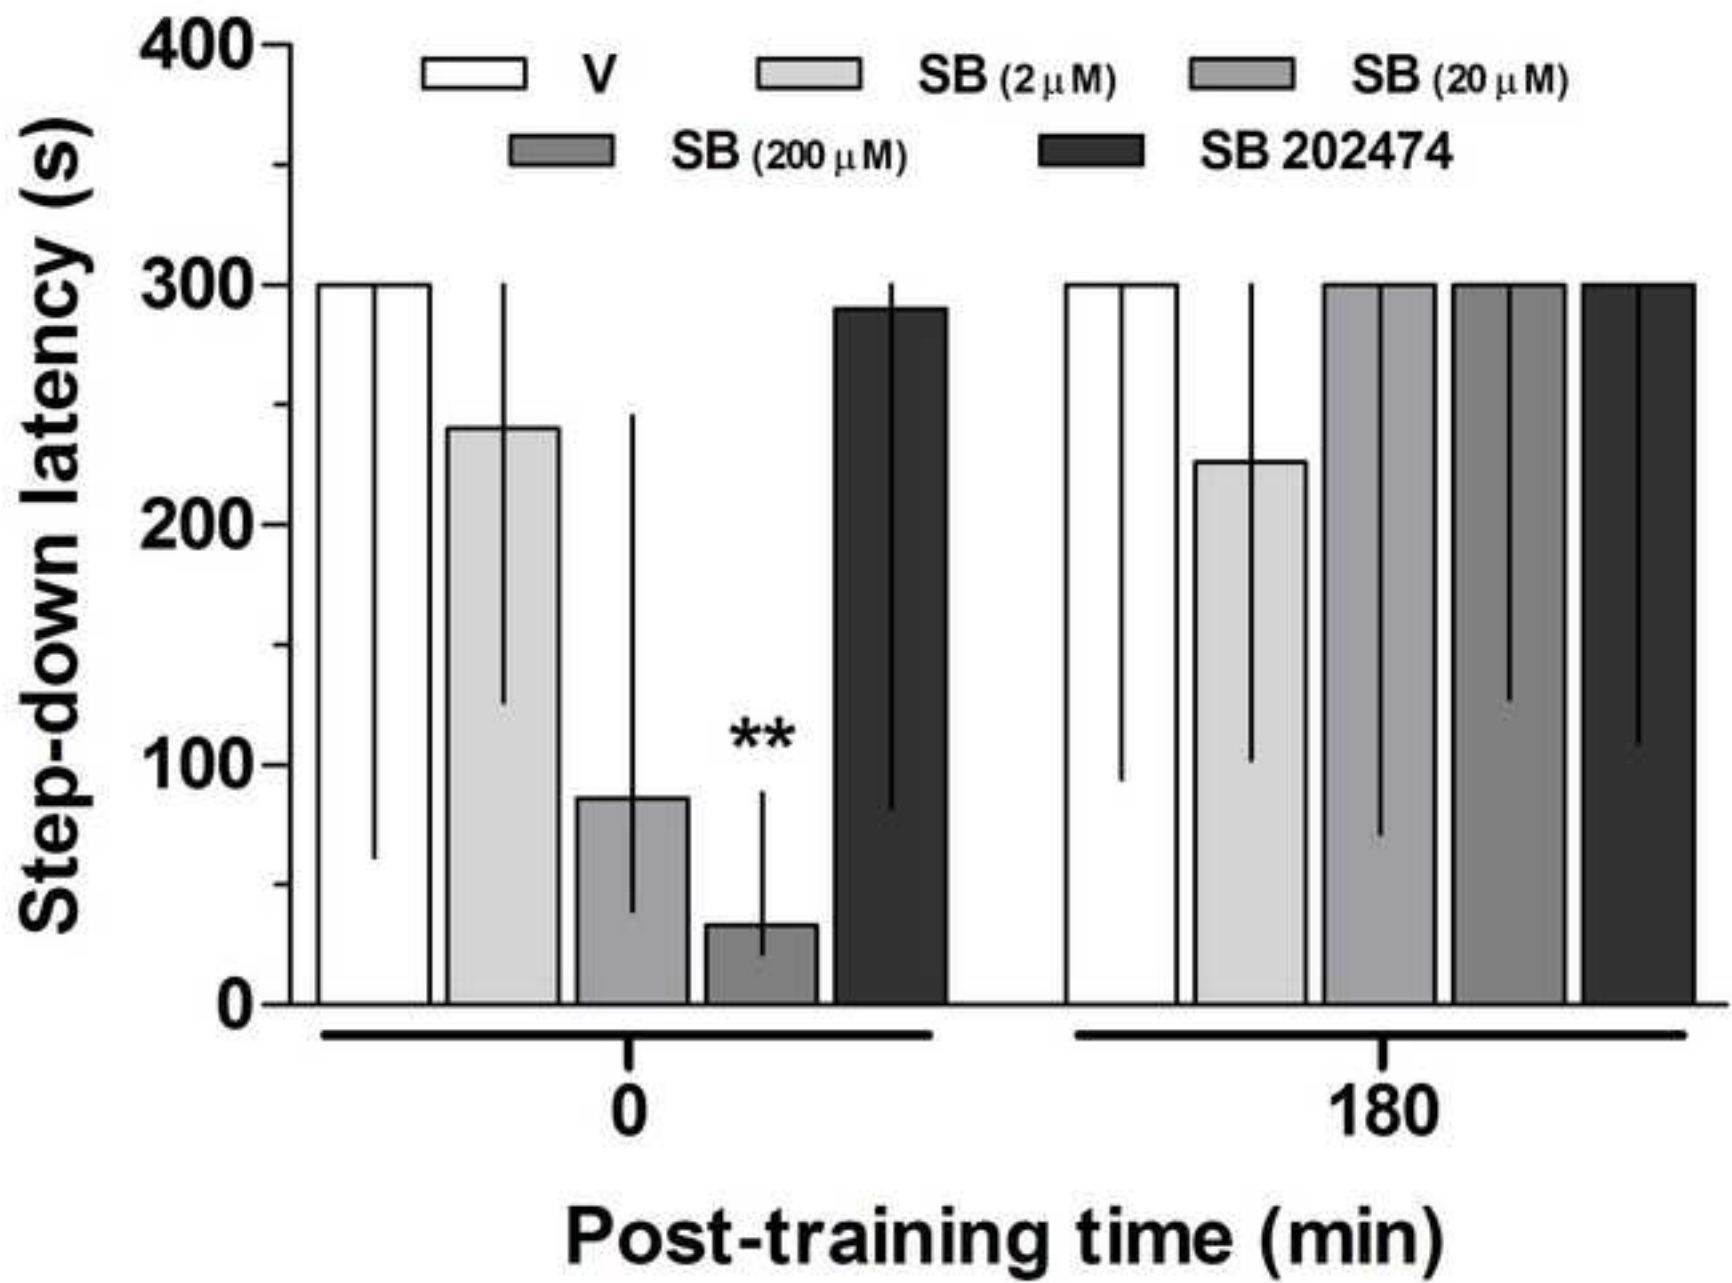 Step-down latency (s)
400
300
200
100
0
V
SB (2 μM)
SB (20 μM)
SB (200 μM)
SB 202474
**
0
180
Post-training time (min)